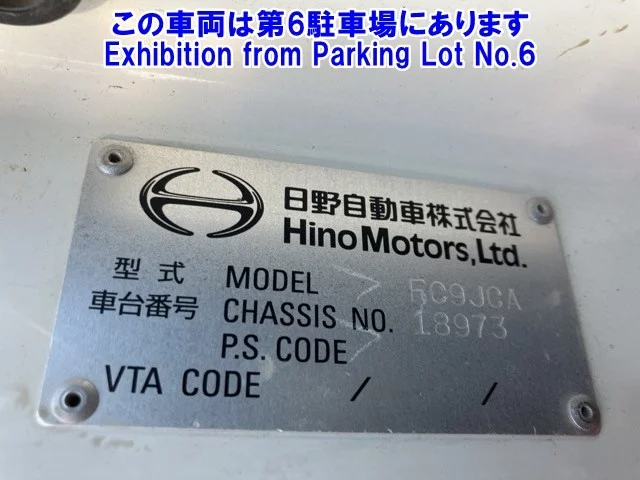 この車両は第6駐車場にあります
Exhibition from Parking Lot No.6
日野自動車株式会社
Hino Motors, Ltd.
型式 MODEL FC9JCA
車台番号 CHASSIS NO. 18973
P.S. CODE
VTA CODE / /